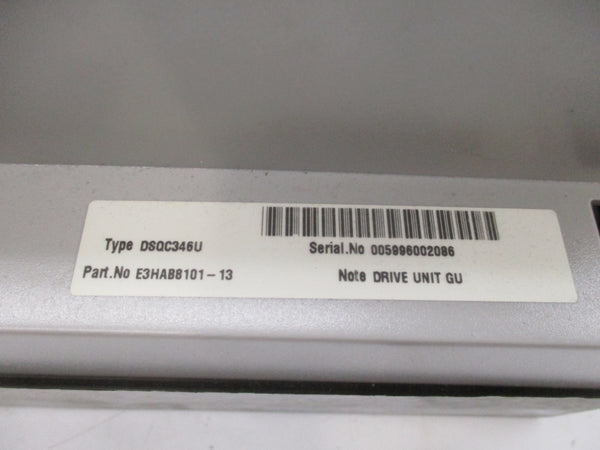 Type DSQC346U
Serial.No 005996002086
Part.No E3HAB8101-13
Note DRIVE UNIT GU